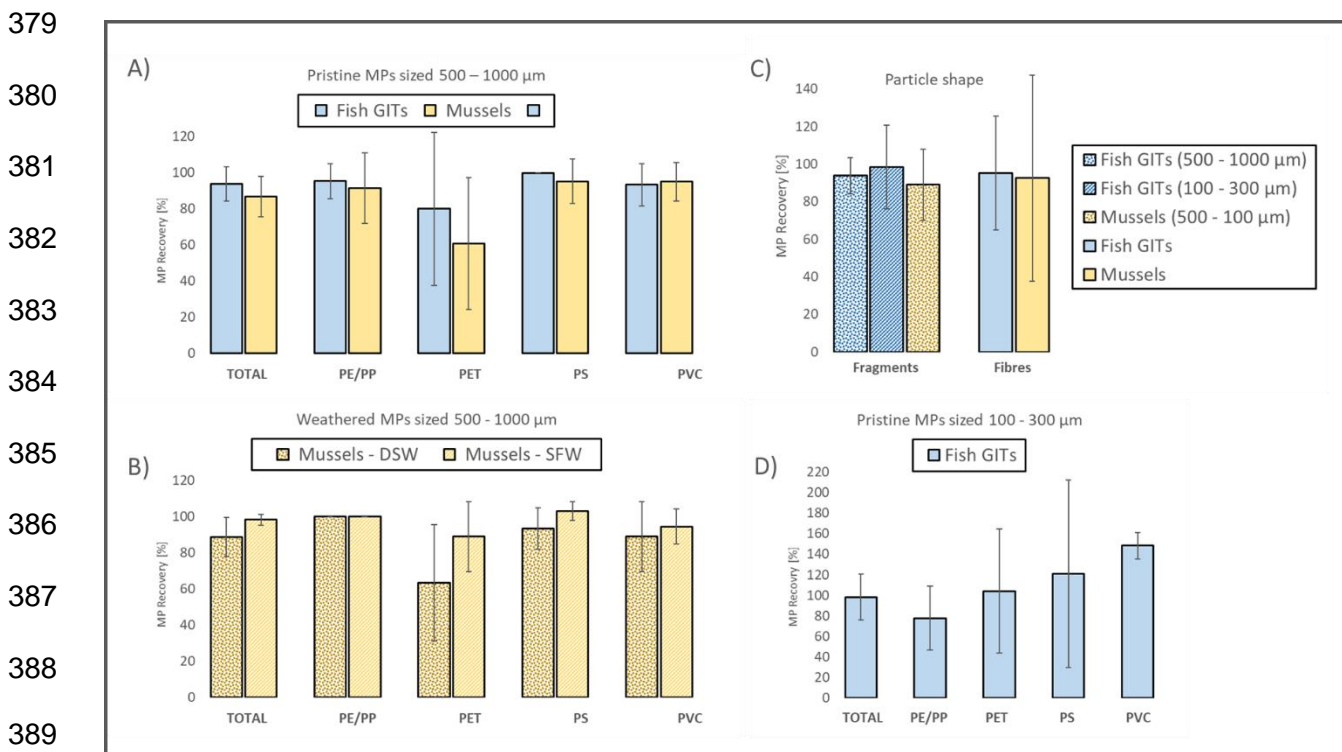 379
380
381
382
383
384
385
386
387
388
389
A)
Pristine MPs sized 500 – 1000 µm
Fish GITs Mussels
MP Recovery [%]
120
100
80
60
40
20
0
TOTAL PE/PP PET PS PVC
B)
Weathered MPs sized 500 - 1000 µm
Mussels - DSW Mussels - SFW
MP Recovery [%]
120
100
80
60
40
20
0
TOTAL PE/PP PET PS PVC
C)
Particle shape
MP Recovery [%]
140
120
100
80
60
40
20
0
Fragments Fibres
Fish GITs (500 - 1000 µm)
Fish GITs (100 - 300 µm)
Mussels (500 - 100 µm)
Fish GITs
Mussels
D)
Pristine MPs sized 100 - 300 µm
Fish GITs
MP Recovry [%]
220
200
180
160
140
120
100
80
60
40
20
0
TOTAL PE/PP PET PS PVC